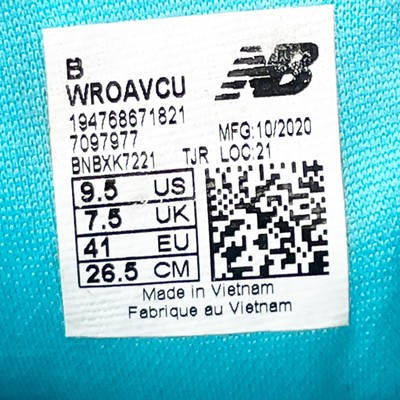 B
WROAVCU
194768671821
7097977
BNBXK7221 TJR
NB
MFG:10/2020
LOC:21
9.5 US
7.5 UK
41 EU
26.5 CM
Made in Vietnam
Fabrique au Vietnam